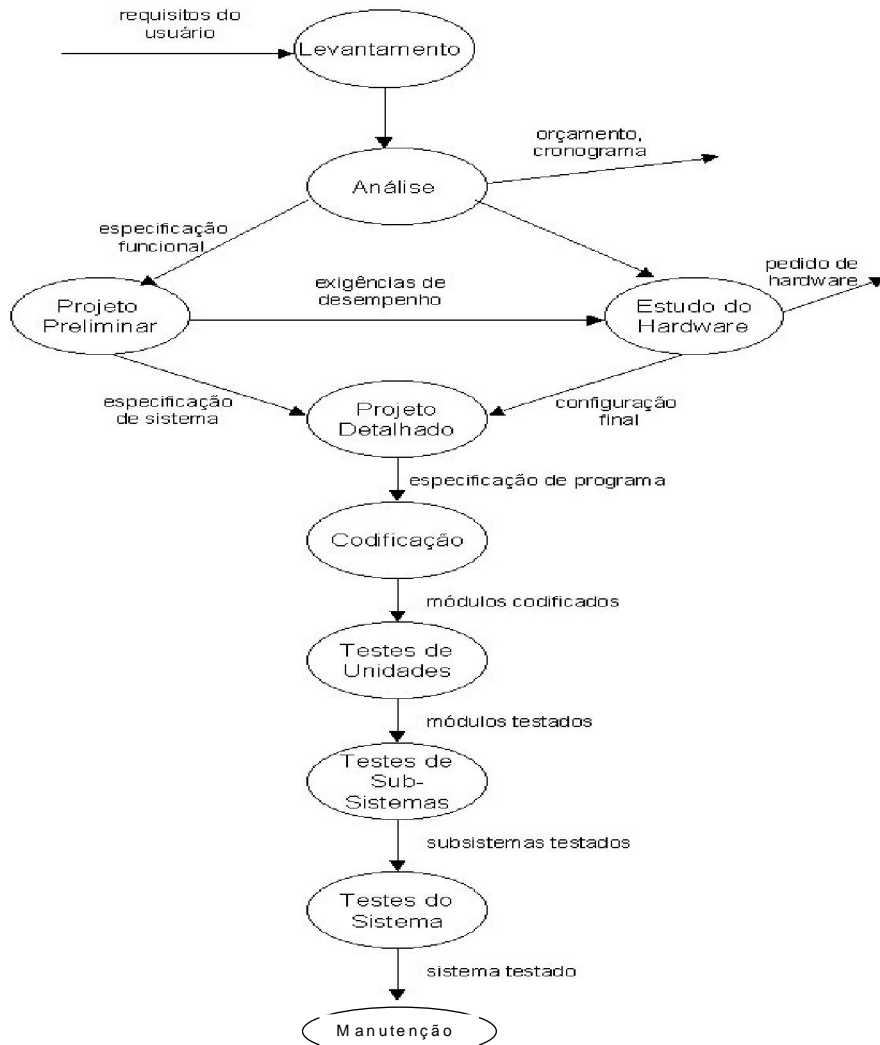 requisitos do
usuário
Levantamento
orçamento,
cronograma
Análise
especificação
funcional
pedido de
hardware
exigências de
desempenho
Projeto
Preliminar
Estudo do
Hardware
especificação
de sistema
Projeto
Detalhado
configuração
final
especificação de programa
Codificação
módulos codificados
Testes de
Unidades
módulos testados
Testes de
Sub-
Sistemas
subsistemas testados
Testes do
Sistema
sistema testado
Manutenção